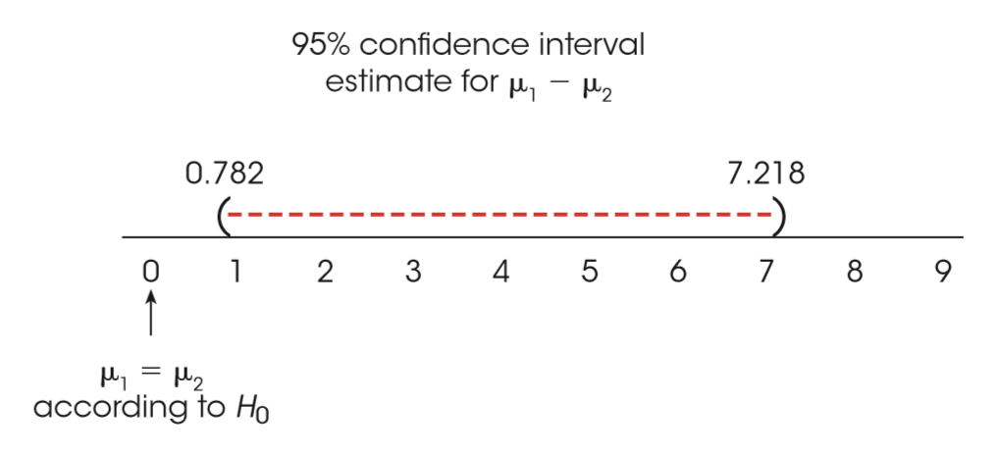 95% confidence interval
estimate for μ₁ − μ₂
0.782 7.218
( )
0 1 2 3 4 5 6 7 8 9
μ₁ = μ₂
according to H₀